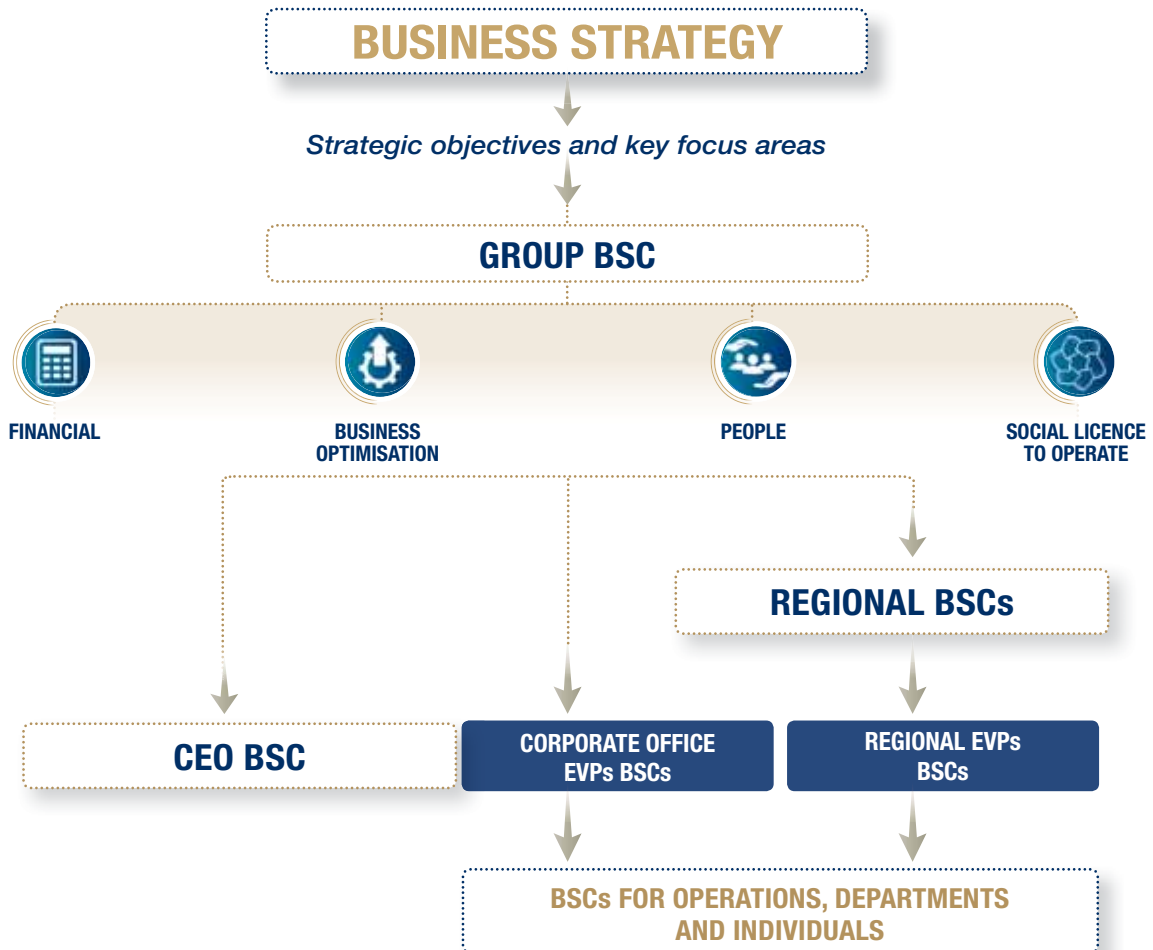 BUSINESS STRATEGY
Strategic objectives and key focus areas
GROUP BSC
FINANCIAL
BUSINESS
OPTIMISATION
PEOPLE
SOCIAL LICENCE
TO OPERATE
REGIONAL BSCs
CEO BSC
CORPORATE OFFICE
EVPs BSCs
REGIONAL EVPs
BSCs
BSCs FOR OPERATIONS, DEPARTMENTS
AND INDIVIDUALS